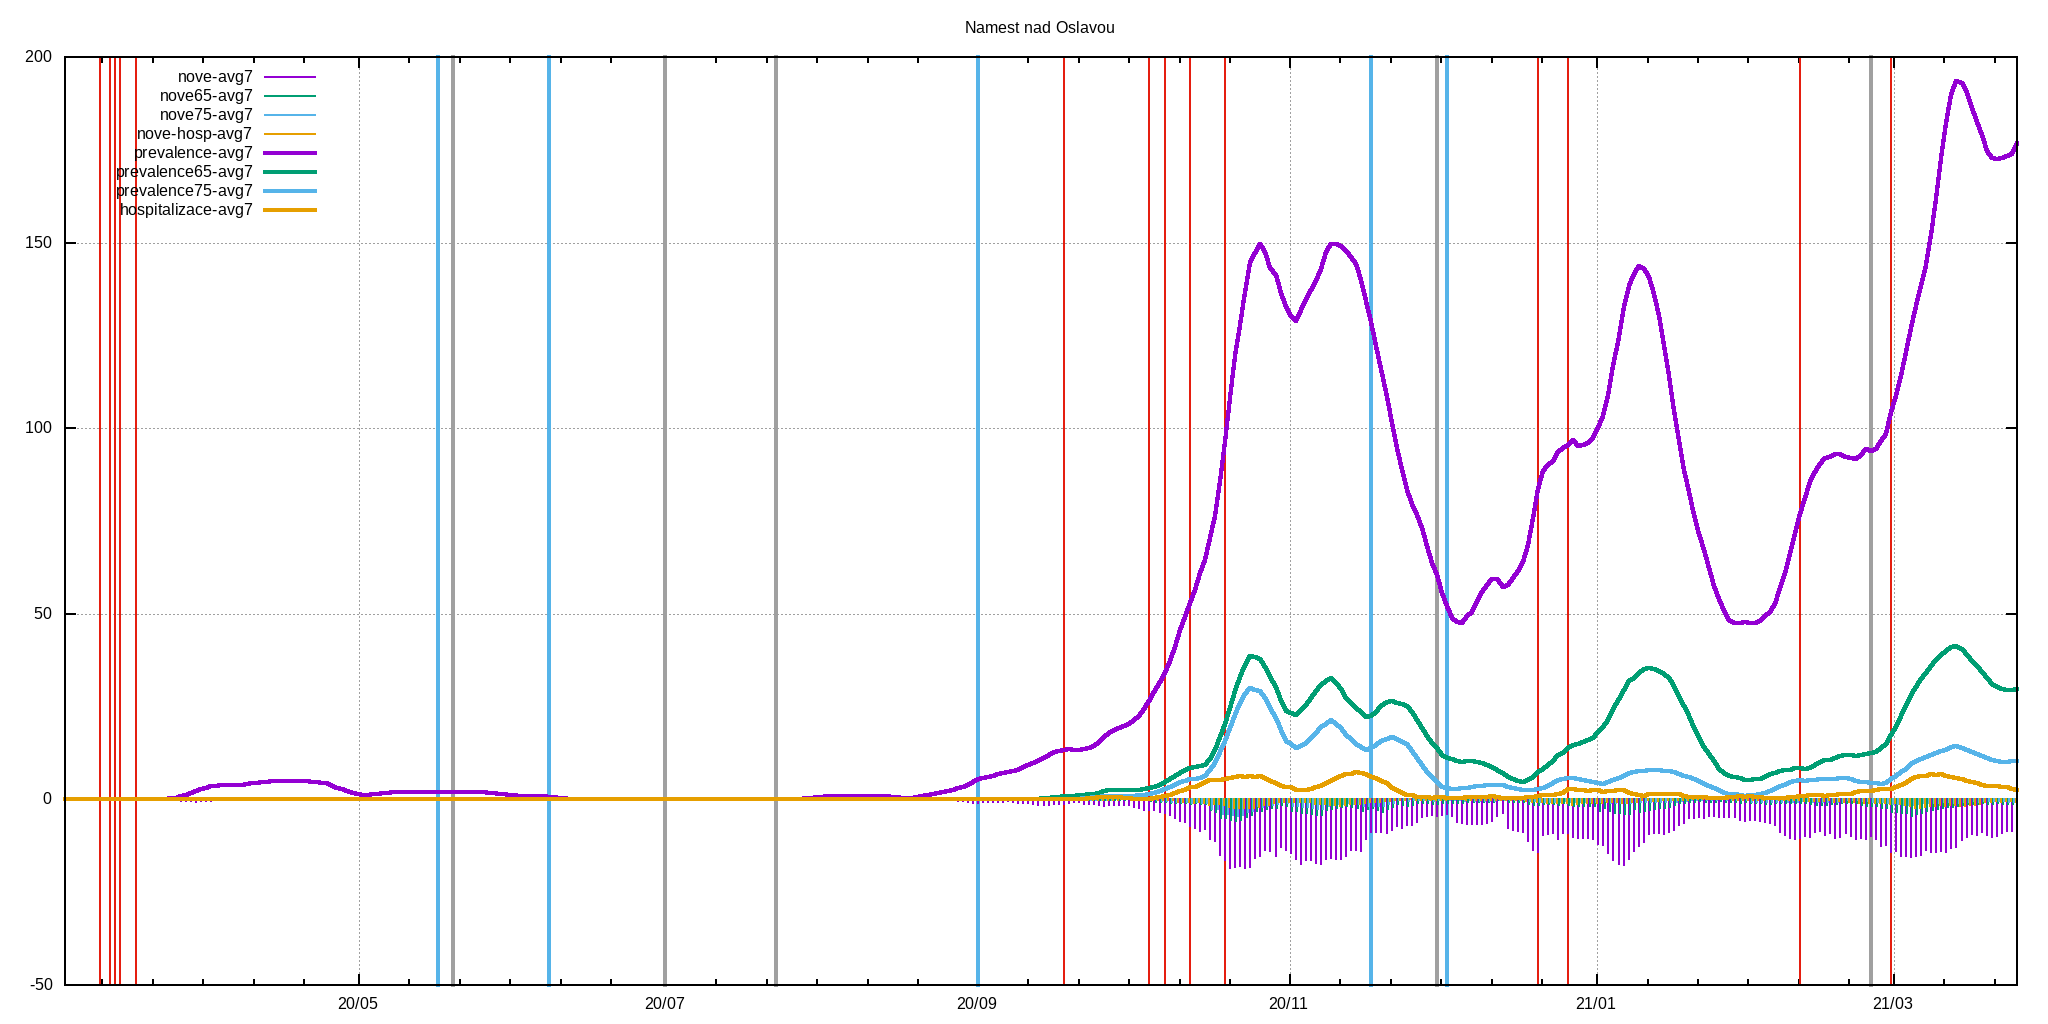 Namest nad Oslavou
200
150
100
50
0
-50
nove-avg7
nove65-avg7
nove75-avg7
nove-hosp-avg7
prevalence-avg7
prevalence65-avg7
prevalence75-avg7
hospitalizace-avg7
20/05 20/07 20/09 20/11 21/01 21/03